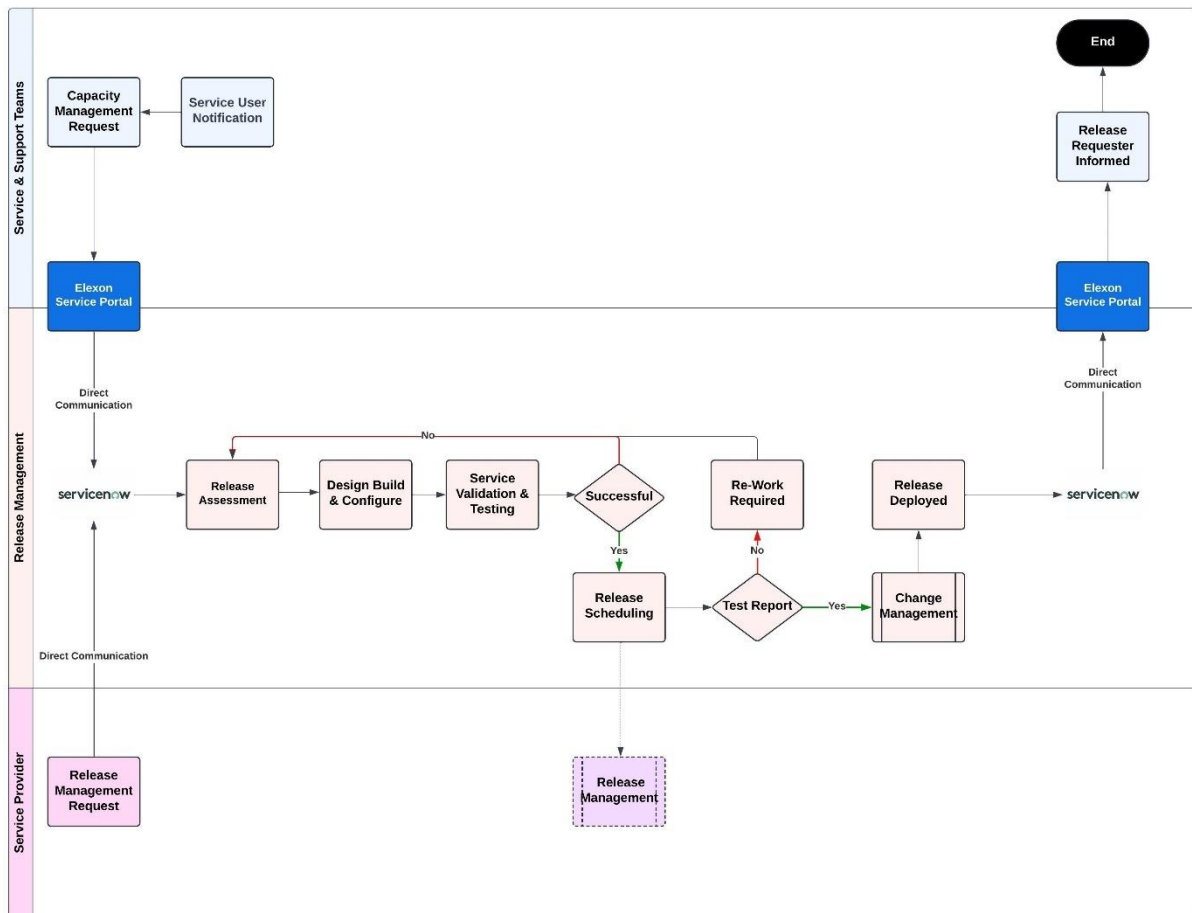 Service & Support Teams
End
Capacity
Management
Request
Service User
Notification
Release
Requester
Informed
Elexon
Service Portal
Elexon
Service Portal
Release Management
Direct
Communication
Direct
Communication
No
servicenow
Release
Assessment
Design Build
& Configure
Service
Validation &
Testing
Successful
Re-Work
Required
Release
Deployed
servicenow
Yes
No
Release
Scheduling
Test Report
Yes
Change
Management
Direct Communication
Service Provider
Release
Management
Request
Release
Management